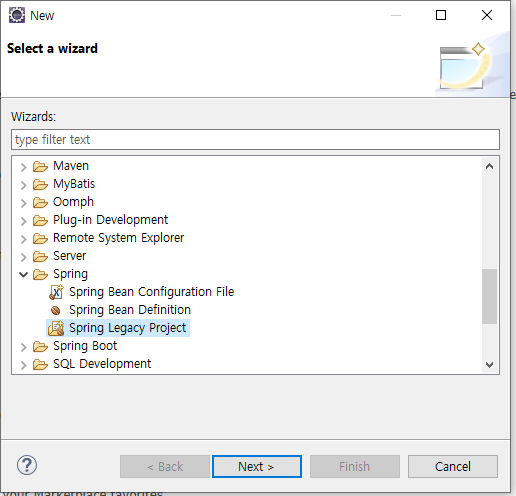 New
Select a wizard
Wizards:
type filter text
Maven
MyBatis
Oomph
Plug-in Development
Remote System Explorer
Server
Spring
Spring Bean Configuration File
Spring Bean Definition
Spring Legacy Project
Spring Boot
SQL Development
?
< Back
Next >
Finish
Cancel
your Marketplace favorites